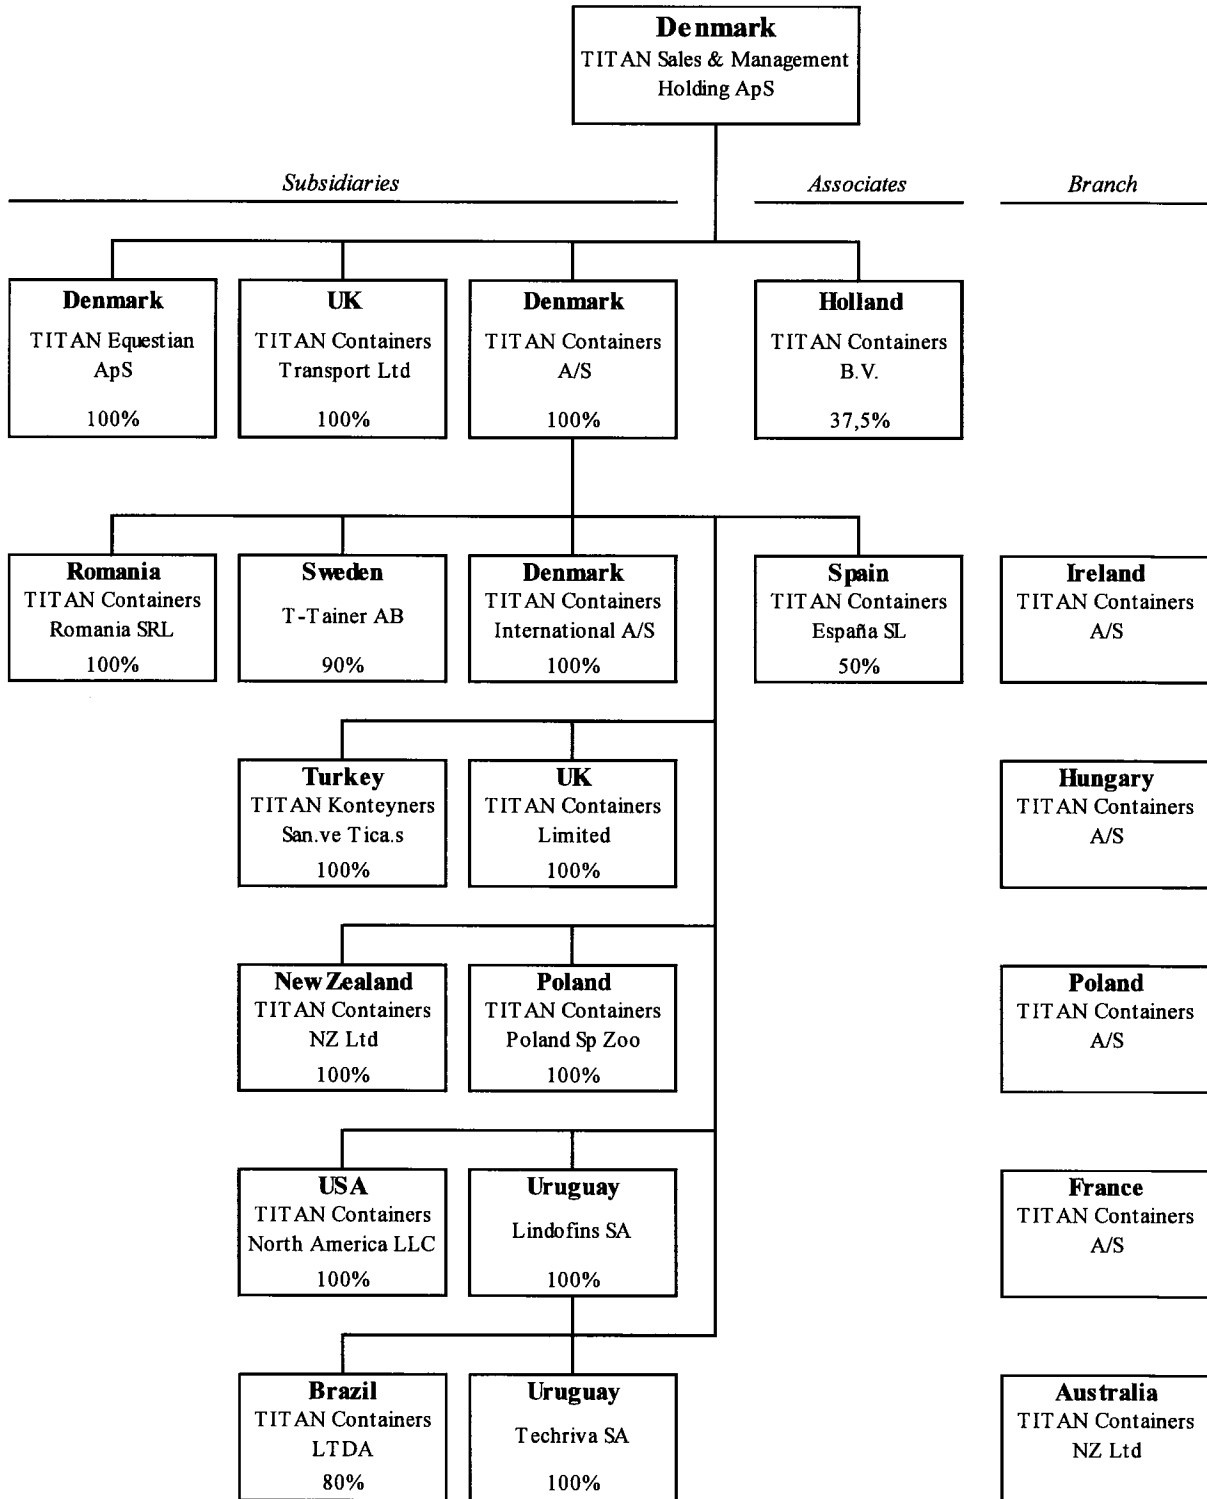 Denmark
TITAN Sales & Management
Holding ApS
Subsidiaries
Associates
Branch
Denmark
TITAN Equestian
ApS
100%
UK
TITAN Containers
Transport Ltd
100%
Denmark
TITAN Containers
A/S
100%
Holland
TITAN Containers
B.V.
37,5%
Romania
TITAN Containers
Romania SRL
100%
Sweden
T-Tainer AB
90%
Denmark
TITAN Containers
International A/S
100%
Spain
TITAN Containers
España SL
50%
Ireland
TITAN Containers
A/S
Turkey
TITAN Konteyners
San.ve Tica.s
100%
UK
TITAN Containers
Limited
100%
Hungary
TITAN Containers
A/S
New Zealand
TITAN Containers
NZ Ltd
100%
Poland
TITAN Containers
Poland Sp Zoo
100%
Poland
TITAN Containers
A/S
USA
TITAN Containers
North America LLC
100%
Uruguay
Lindofins SA
100%
France
TITAN Containers
A/S
Brazil
TITAN Containers
LTDA
80%
Uruguay
Techriva SA
100%
Australia
TITAN Containers
NZ Ltd